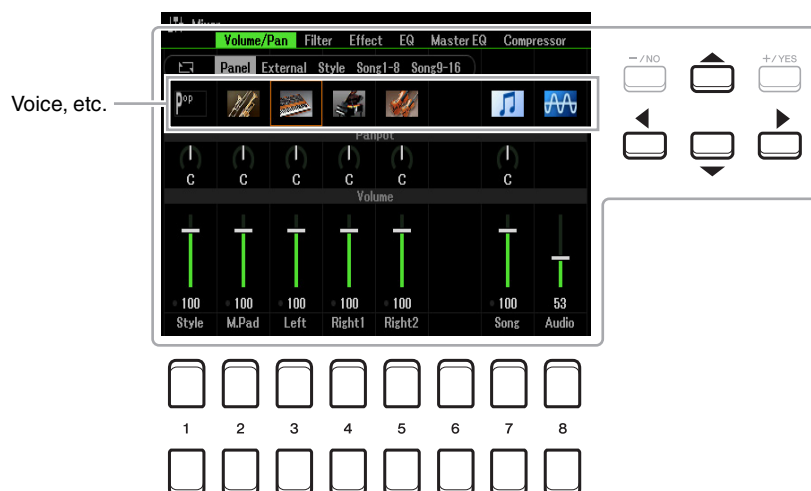 Mixer
Volume/Pan Filter Effect EQ Master EQ Compressor
Panel External Style Song1-8 Song9-16
Voice, etc.
Pop
Panpot
C C C C C C
Volume
100 100 100 100 100 100 53
Style M.Pad Left Right1 Right2 Song Audio
-/NO +/YES
1 2 3 4 5 6 7 8